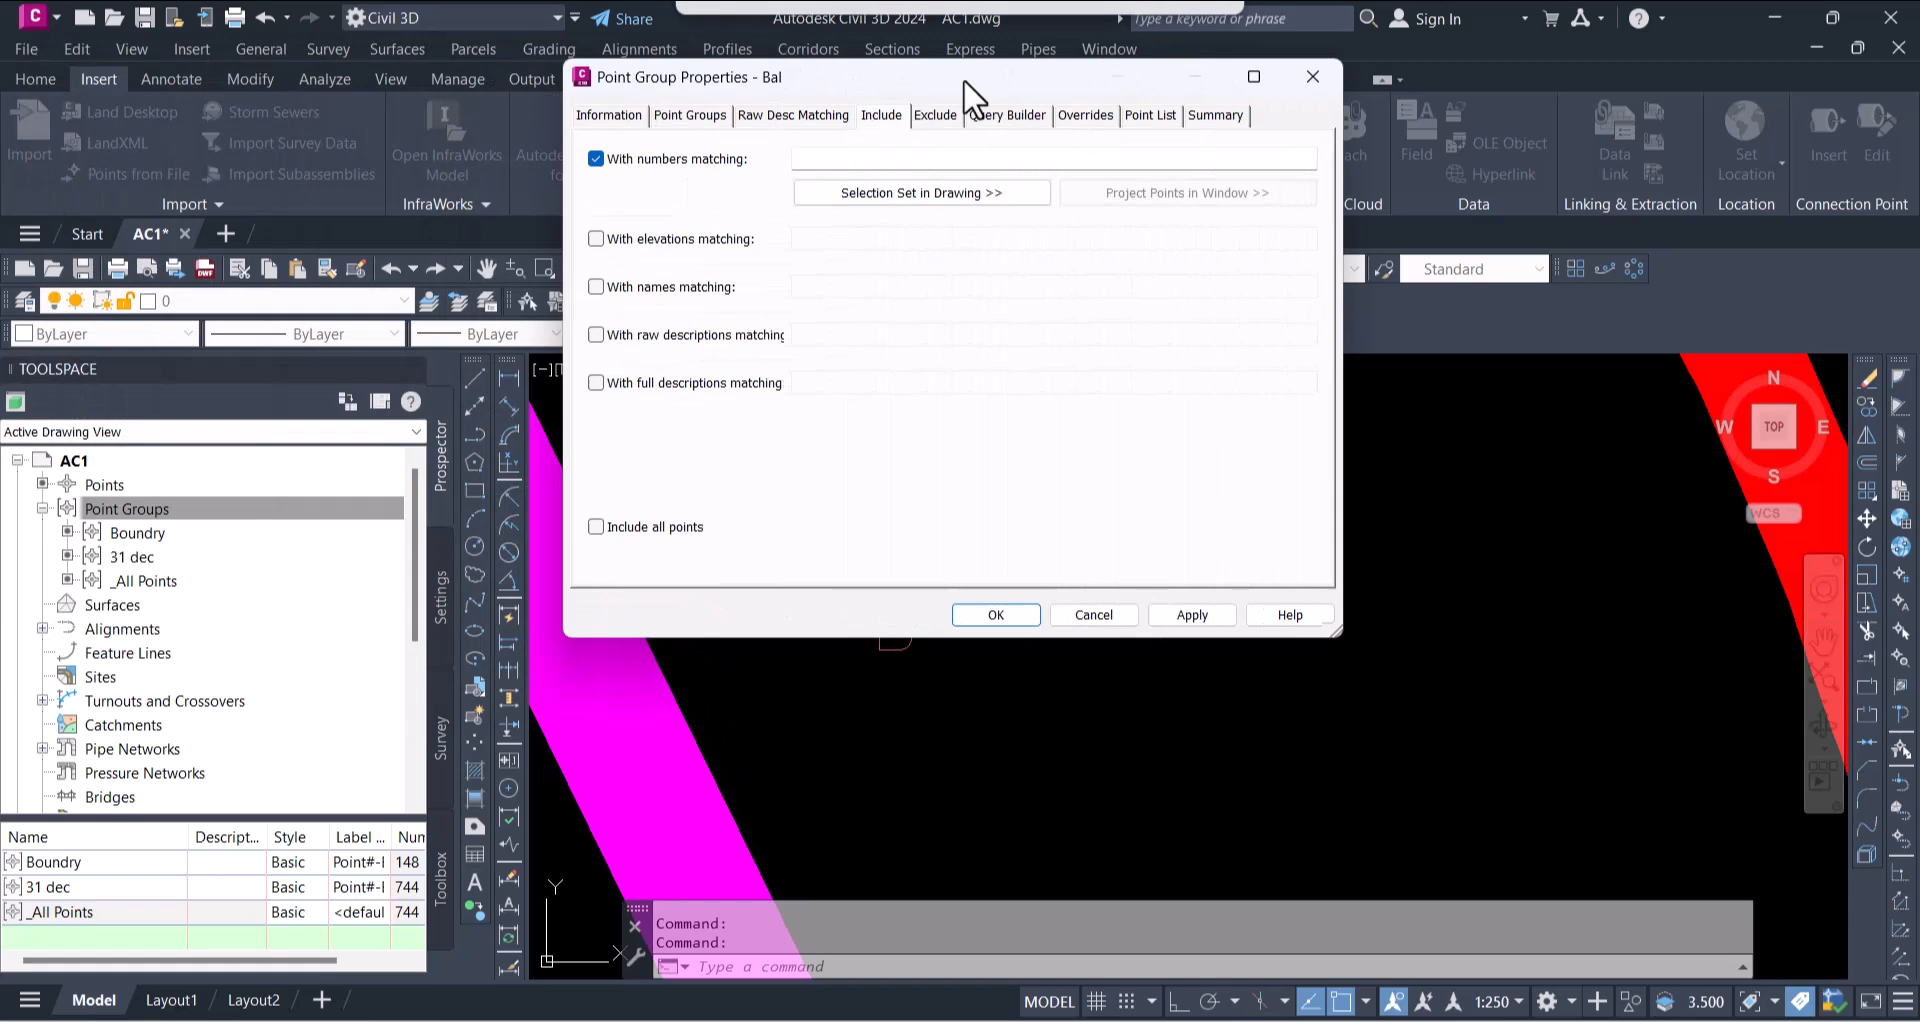 Civil 3D
Share
Autodesk Civil 3D 2024 AC1.dwg
Type a keyword or phrase
Sign In
File Edit View Insert General Survey Surfaces Parcels Grading Alignments Profiles Corridors Sections Express Pipes Window
Home Insert Annotate Modify Analyze View Manage Output
Point Group Properties - Bal
Information Point Groups Raw Desc Matching Include Exclude Query Builder Overrides Point List Summary
With numbers matching:
Selection Set in Drawing >> Project Points in Window >>
With elevations matching:
With names matching:
With raw descriptions matching
With full descriptions matching
Include all points
OK Cancel Apply Help
Import
Land Desktop
LandXML
Points from File
Storm Sewers
Import Survey Data
Import Subassemblies
Import
Open InfraWorks
Model
InfraWorks
Autode
ach
Cloud
Field
OLE Object
Hyperlink
Data
Data
Link
Linking & Extraction
Set
Location
Location
Insert Edit
Connection Point
Start AC1*
DWF
Standard
0
ByLayer ByLayer ByLayer
TOOLSPACE
Active Drawing View
AC1
Points
Point Groups
Boundry
31 dec
_All Points
Surfaces
Alignments
Feature Lines
Sites
Turnouts and Crossovers
Catchments
Pipe Networks
Pressure Networks
Bridges
Prospector
Settings
Survey
Toolbox
Name Descript... Style Label ... Num
Boundry Basic Point#-I 148
31 dec Basic Point#-I 744
_All Points Basic <defaul 744
[−]
N
W TOP E
S
WCS
Y
X
Command:
Command:
Type a command
Model Layout1 Layout2
MODEL 1:250 3.500